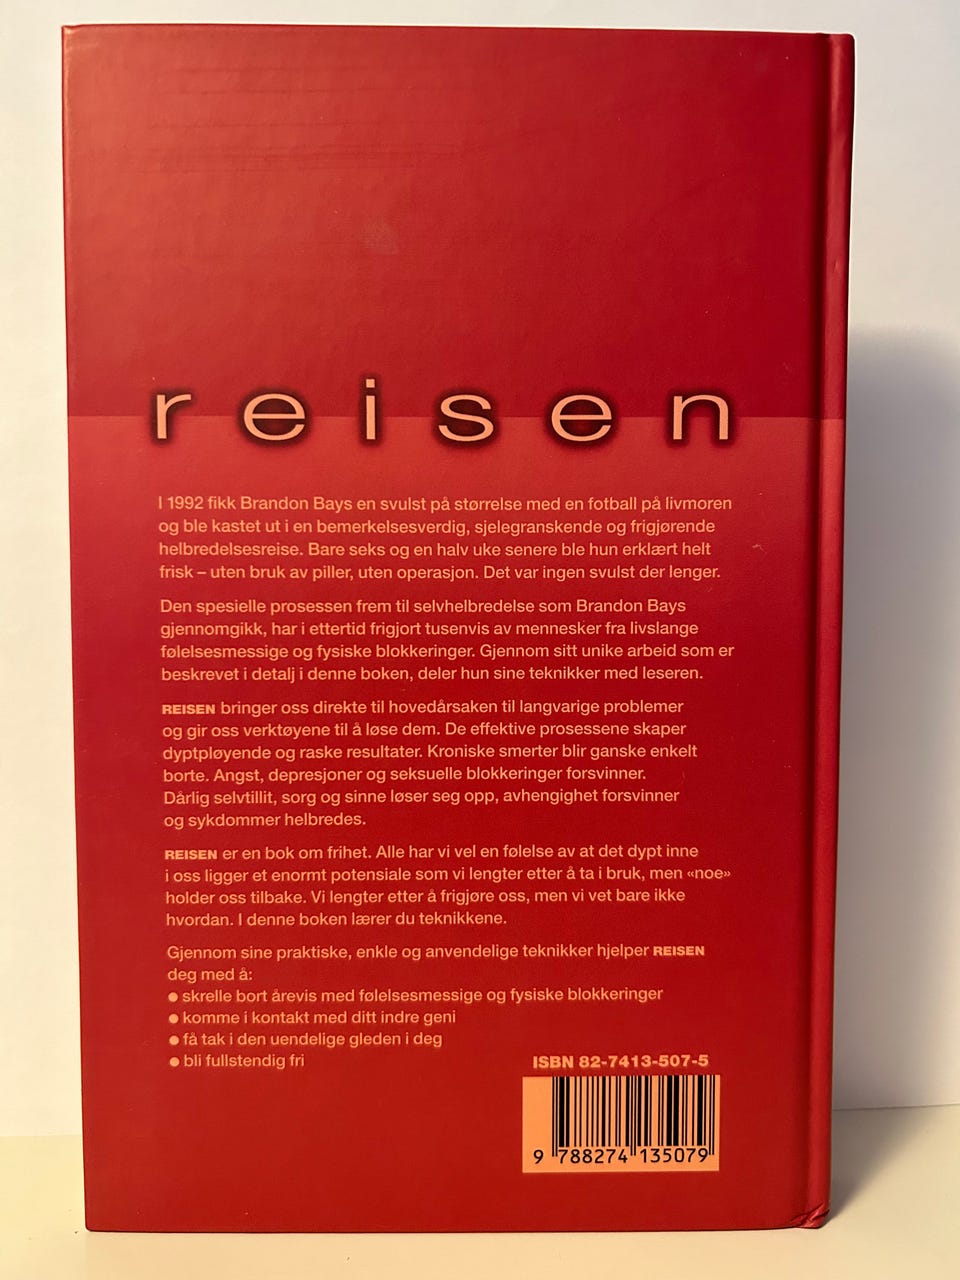 reisen
I 1992 fikk Brandon Bays en svulst på størrelse med en fotball på livmoren
og ble kastet ut i en bemerkelsesverdig, sjelegranskende og frigjørende
helbredelsesreise. Bare seks og en halv uke senere ble hun erklært helt
frisk – uten bruk av piller, uten operasjon. Det var ingen svulst der lenger.
Den spesielle prosessen frem til selvhelbredelse som Brandon Bays
gjennomgikk, har i ettertid frigjort tusenvis av mennesker fra livslange
følelsesmessige og fysiske blokkeringer. Gjennom sitt unike arbeid som er
beskrevet i detalj i denne boken, deler hun sine teknikker med leseren.
REISEN bringer oss direkte til hovedårsaken til langvarige problemer
og gir oss verktøyene til å løse dem. De effektive prosessene skaper
dyptpløyende og raske resultater. Kroniske smerter blir ganske enkelt
borte. Angst, depresjoner og seksuelle blokkeringer forsvinner.
Dårlig selvtillit, sorg og sinne løser seg opp, avhengighet forsvinner
og sykdommer helbredes.
REISEN er en bok om frihet. Alle har vi vel en følelse av at det dypt inne
i oss ligger et enormt potensiale som vi lengter etter å ta i bruk, men «noe»
holder oss tilbake. Vi lengter etter å frigjøre oss, men vi vet bare ikke
hvordan. I denne boken lærer du teknikkene.
Gjennom sine praktiske, enkle og anvendelige teknikker hjelper REISEN
deg med å:
● skrelle bort årevis med følelsesmessige og fysiske blokkeringer
● komme i kontakt med ditt indre geni
● få tak i den uendelige gleden i deg
● bli fullstendig fri
ISBN 82-7413-507-5
9 788274 135079